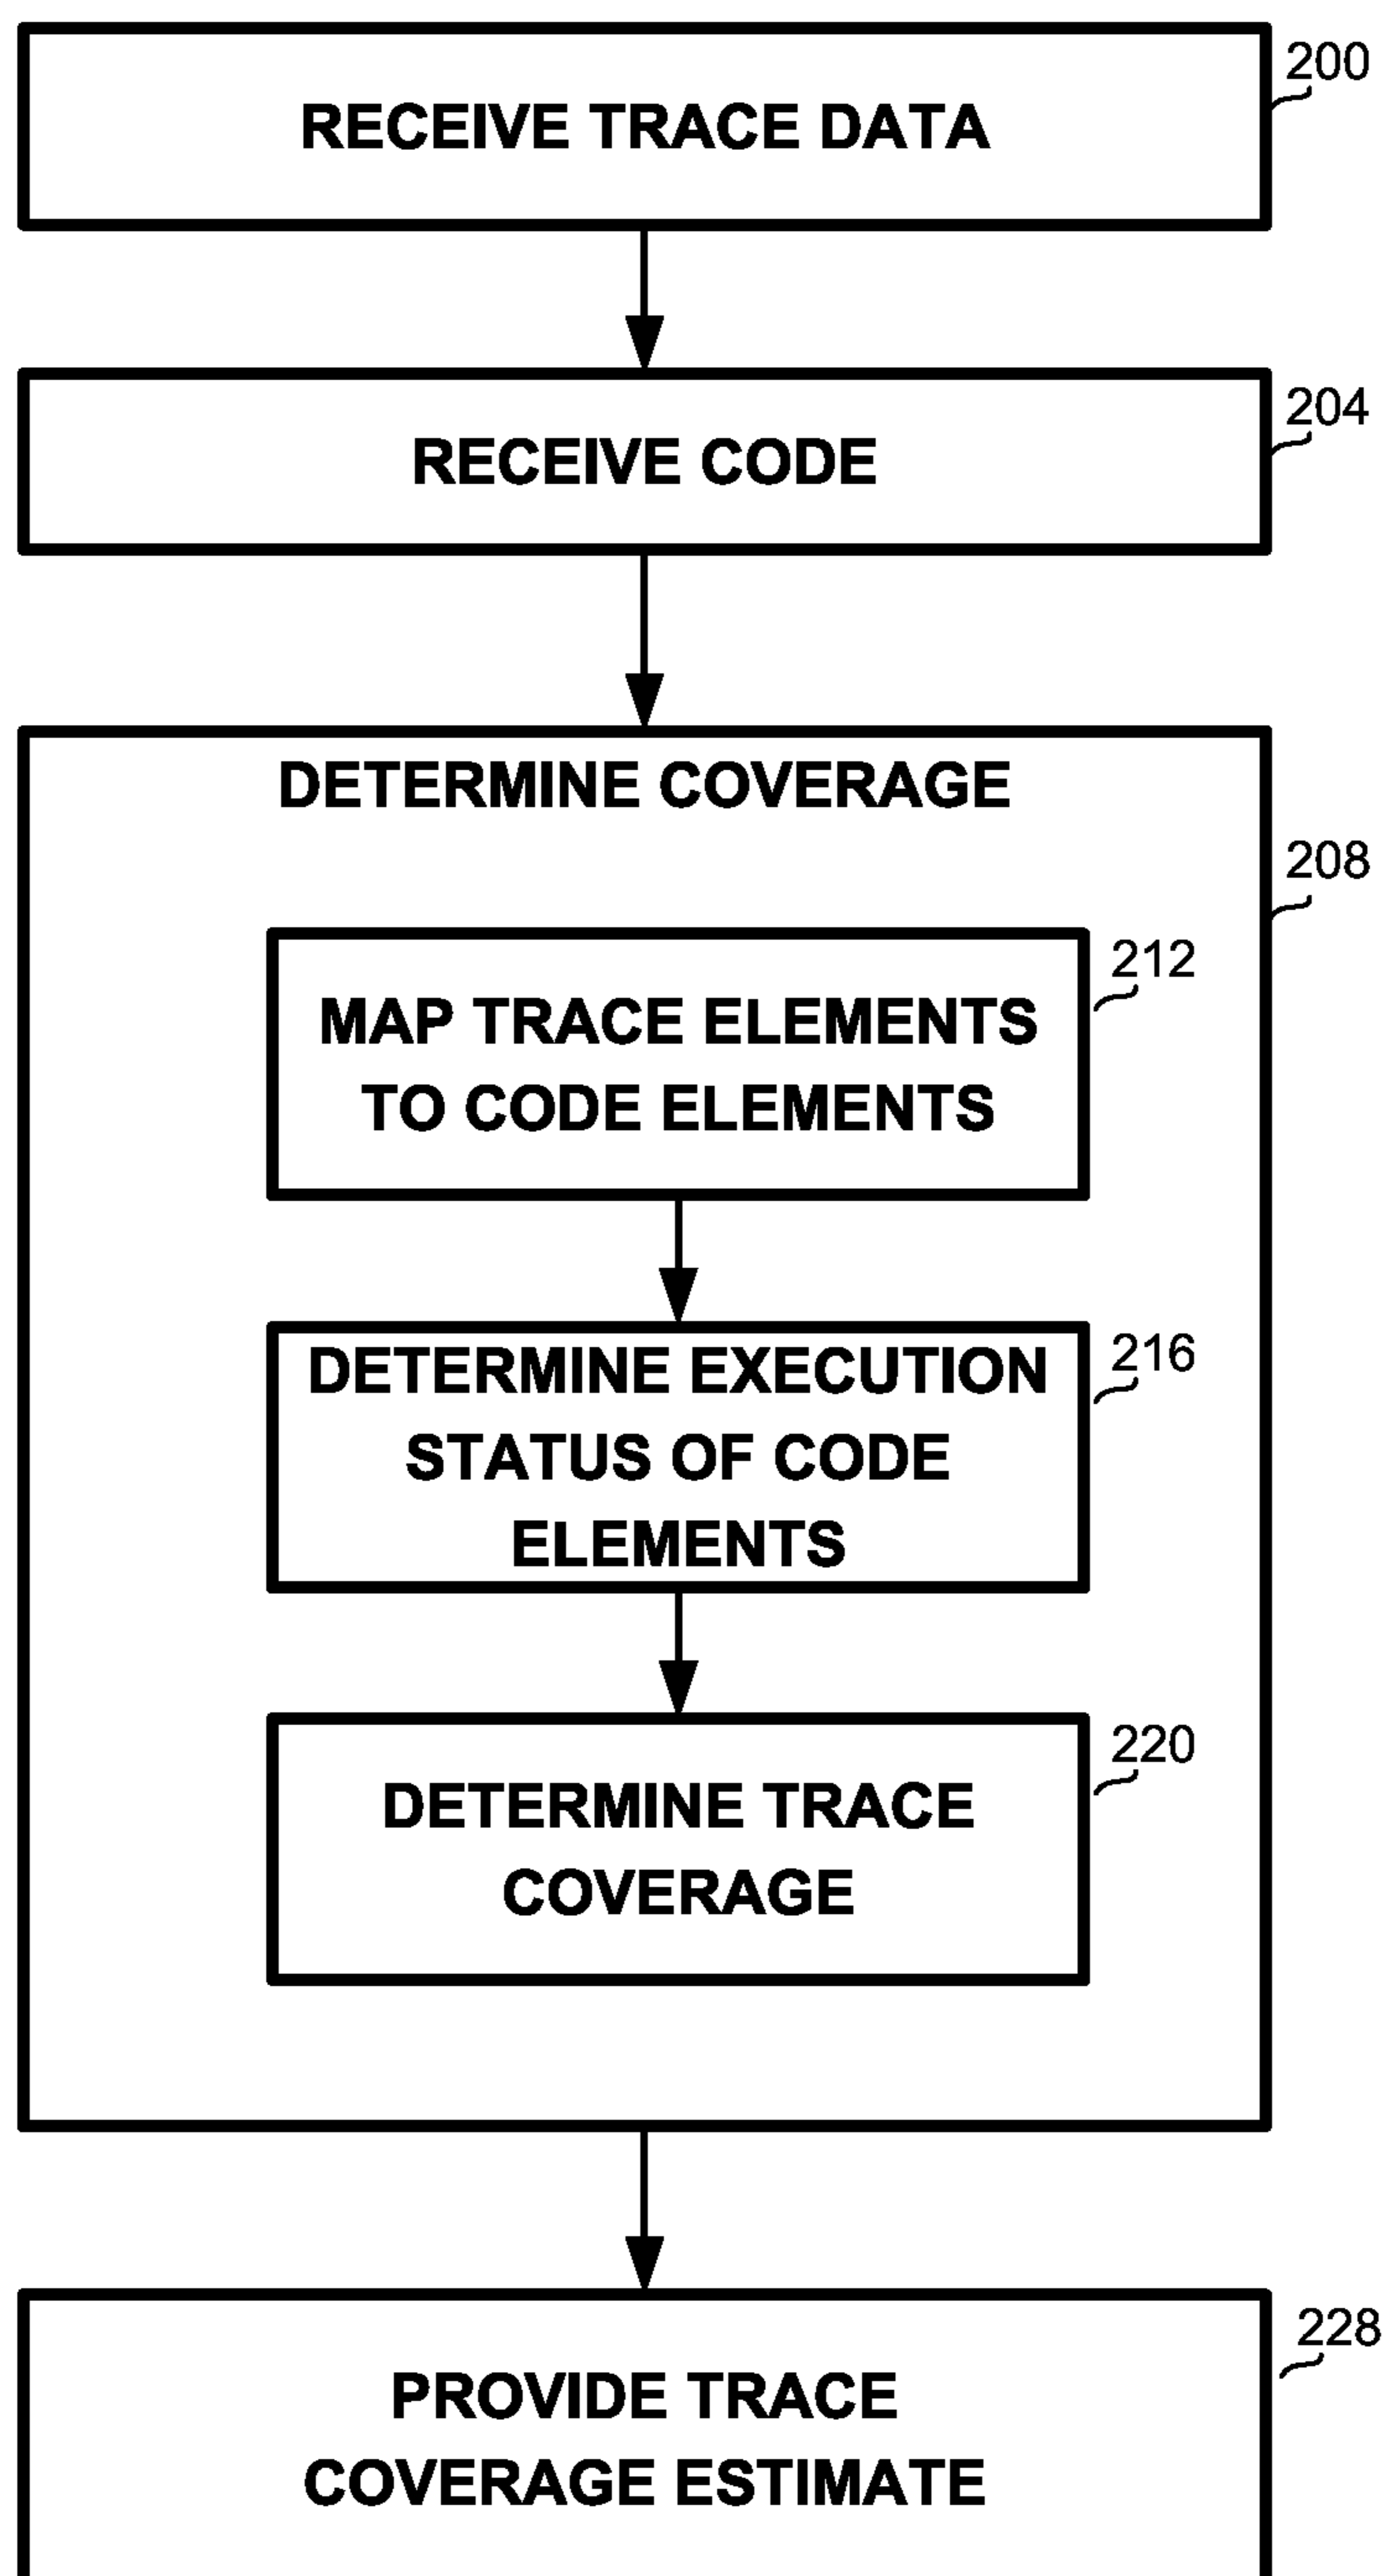 200
RECEIVE TRACE DATA
204
RECEIVE CODE
DETERMINE COVERAGE
208
212
MAP TRACE ELEMENTS
TO CODE ELEMENTS
216
DETERMINE EXECUTION
STATUS OF CODE
ELEMENTS
220
DETERMINE TRACE
COVERAGE
228
PROVIDE TRACE
COVERAGE ESTIMATE